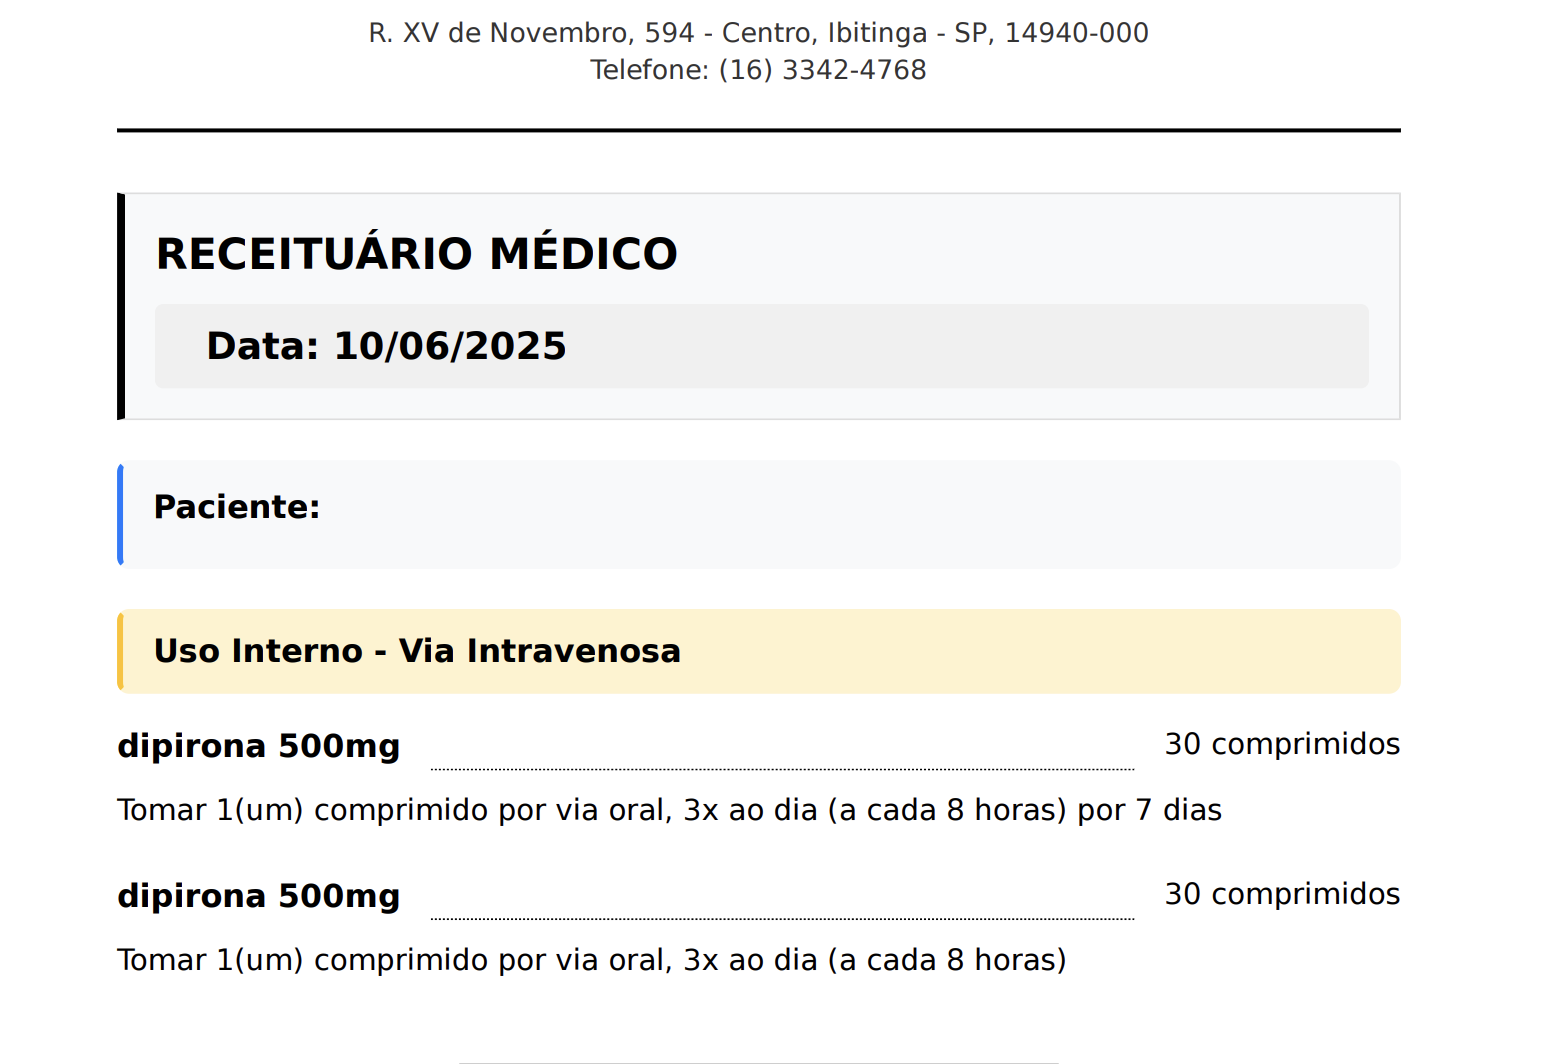 R. XV de Novembro, 594 - Centro, Ibitinga - SP, 14940-000
Telefone: (16) 3342-4768
RECEITUÁRIO MÉDICO
Data: 10/06/2025
Paciente:
Uso Interno - Via Intravenosa
dipirona 500mg 30 comprimidos
Tomar 1(um) comprimido por via oral, 3x ao dia (a cada 8 horas) por 7 dias
dipirona 500mg 30 comprimidos
Tomar 1(um) comprimido por via oral, 3x ao dia (a cada 8 horas)